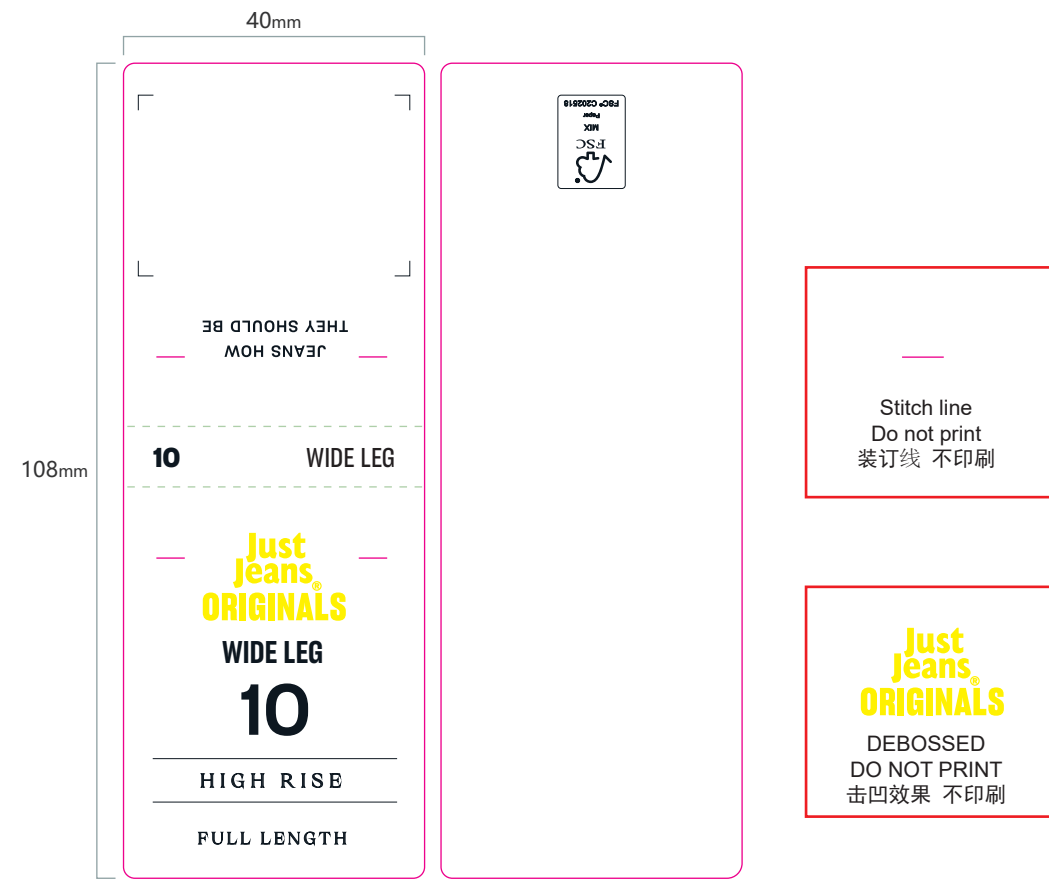 40mm
108mm
THEY SHOULD BE
JEANS HOW
10 WIDE LEG
Just
Jeans®
ORIGINALS
WIDE LEG
10
HIGH RISE
FULL LENGTH
FSC® C202518
Paper
MIX
FSC
Stitch line
Do not print
装订线 不印刷
Just
Jeans®
ORIGINALS
DEBOSSED
DO NOT PRINT
击凹效果 不印刷